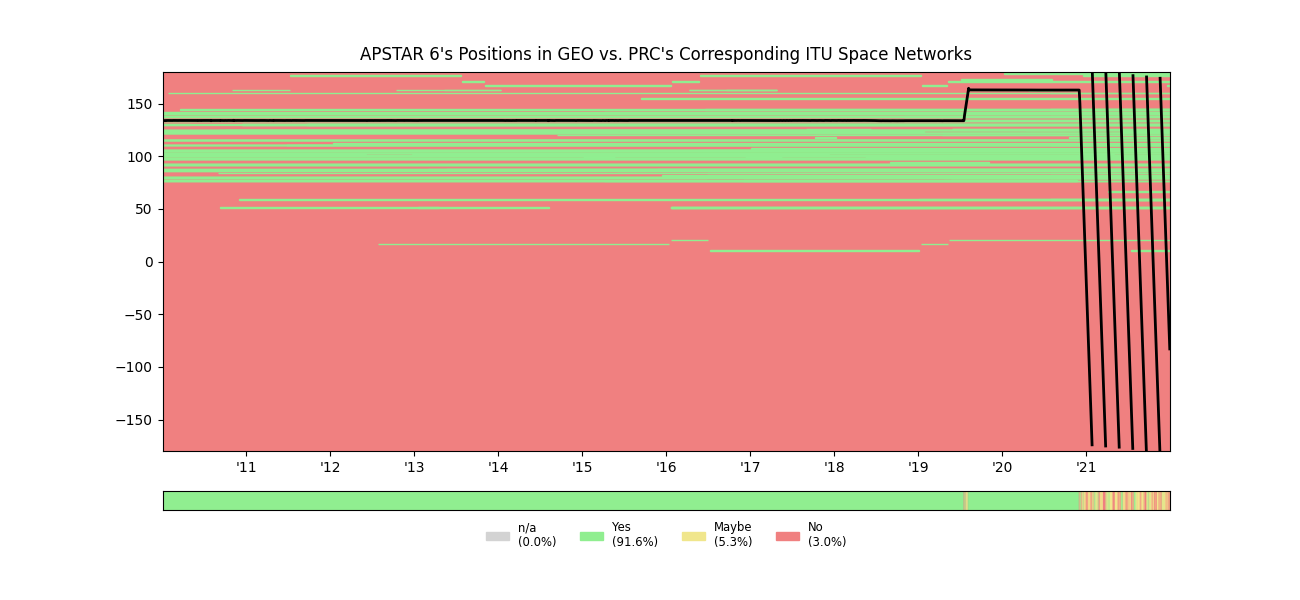 APSTAR 6's Positions in GEO vs. PRC's Corresponding ITU Space Networks
150
100
50
0
−50
−100
−150
'11 '12 '13 '14 '15 '16 '17 '18 '19 '20 '21
n/a Yes Maybe No
(0.0%) (91.6%) (5.3%) (3.0%)